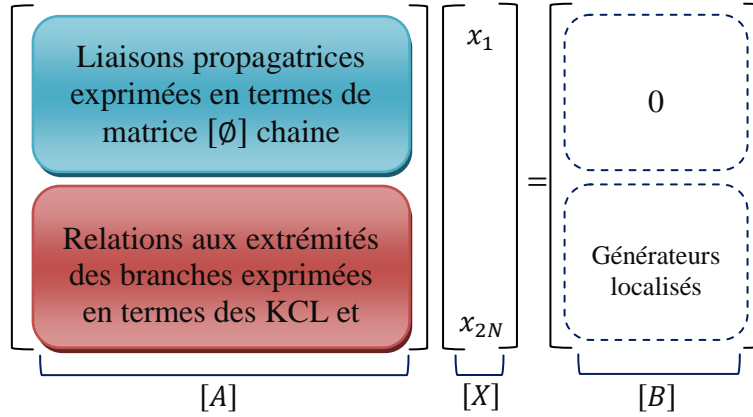 Liaisons propagatrices
exprimées en termes de
matrice [Ø] chaine
Relations aux extrémités
des branches exprimées
en termes des KCL et
x₁
x₂N
=
0
Générateurs
localisés
[A]
[X]
[B]